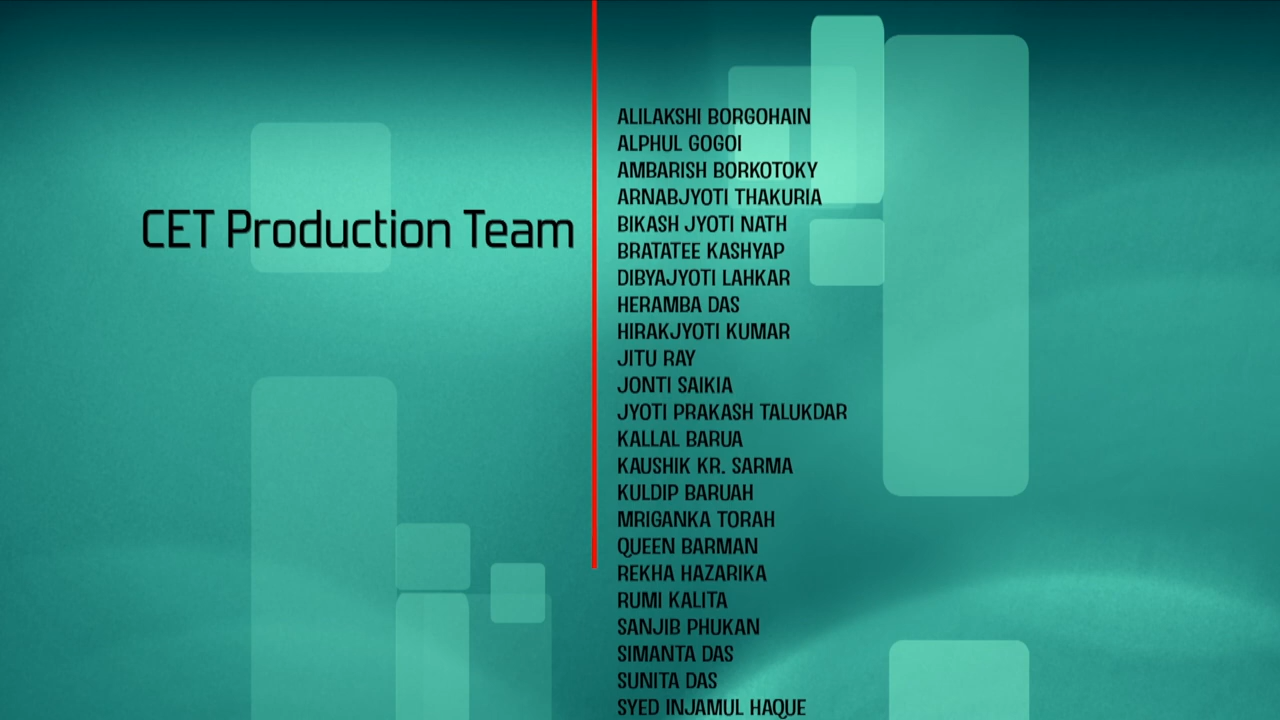 CET Production Team
ALILAKSHI BORGOHAIN
ALPHUL GOGOI
AMBARISH BORKOTOKY
ARNABJYOTI THAKURIA
BIKASH JYOTI NATH
BRATATEE KASHYAP
DIBYAJYOTI LAHKAR
HERAMBA DAS
HIRAKJYOTI KUMAR
JITU RAY
JONTI SAIKIA
JYOTI PRAKASH TALUKDAR
KALLAL BARUA
KAUSHIK KR. SARMA
KULDIP BARUAH
MRIGANKA TORAH
QUEEN BARMAN
REKHA HAZARIKA
RUMI KALITA
SANJIB PHUKAN
SIMANTA DAS
SUNITA DAS
SYED INJAMUL HAQUE